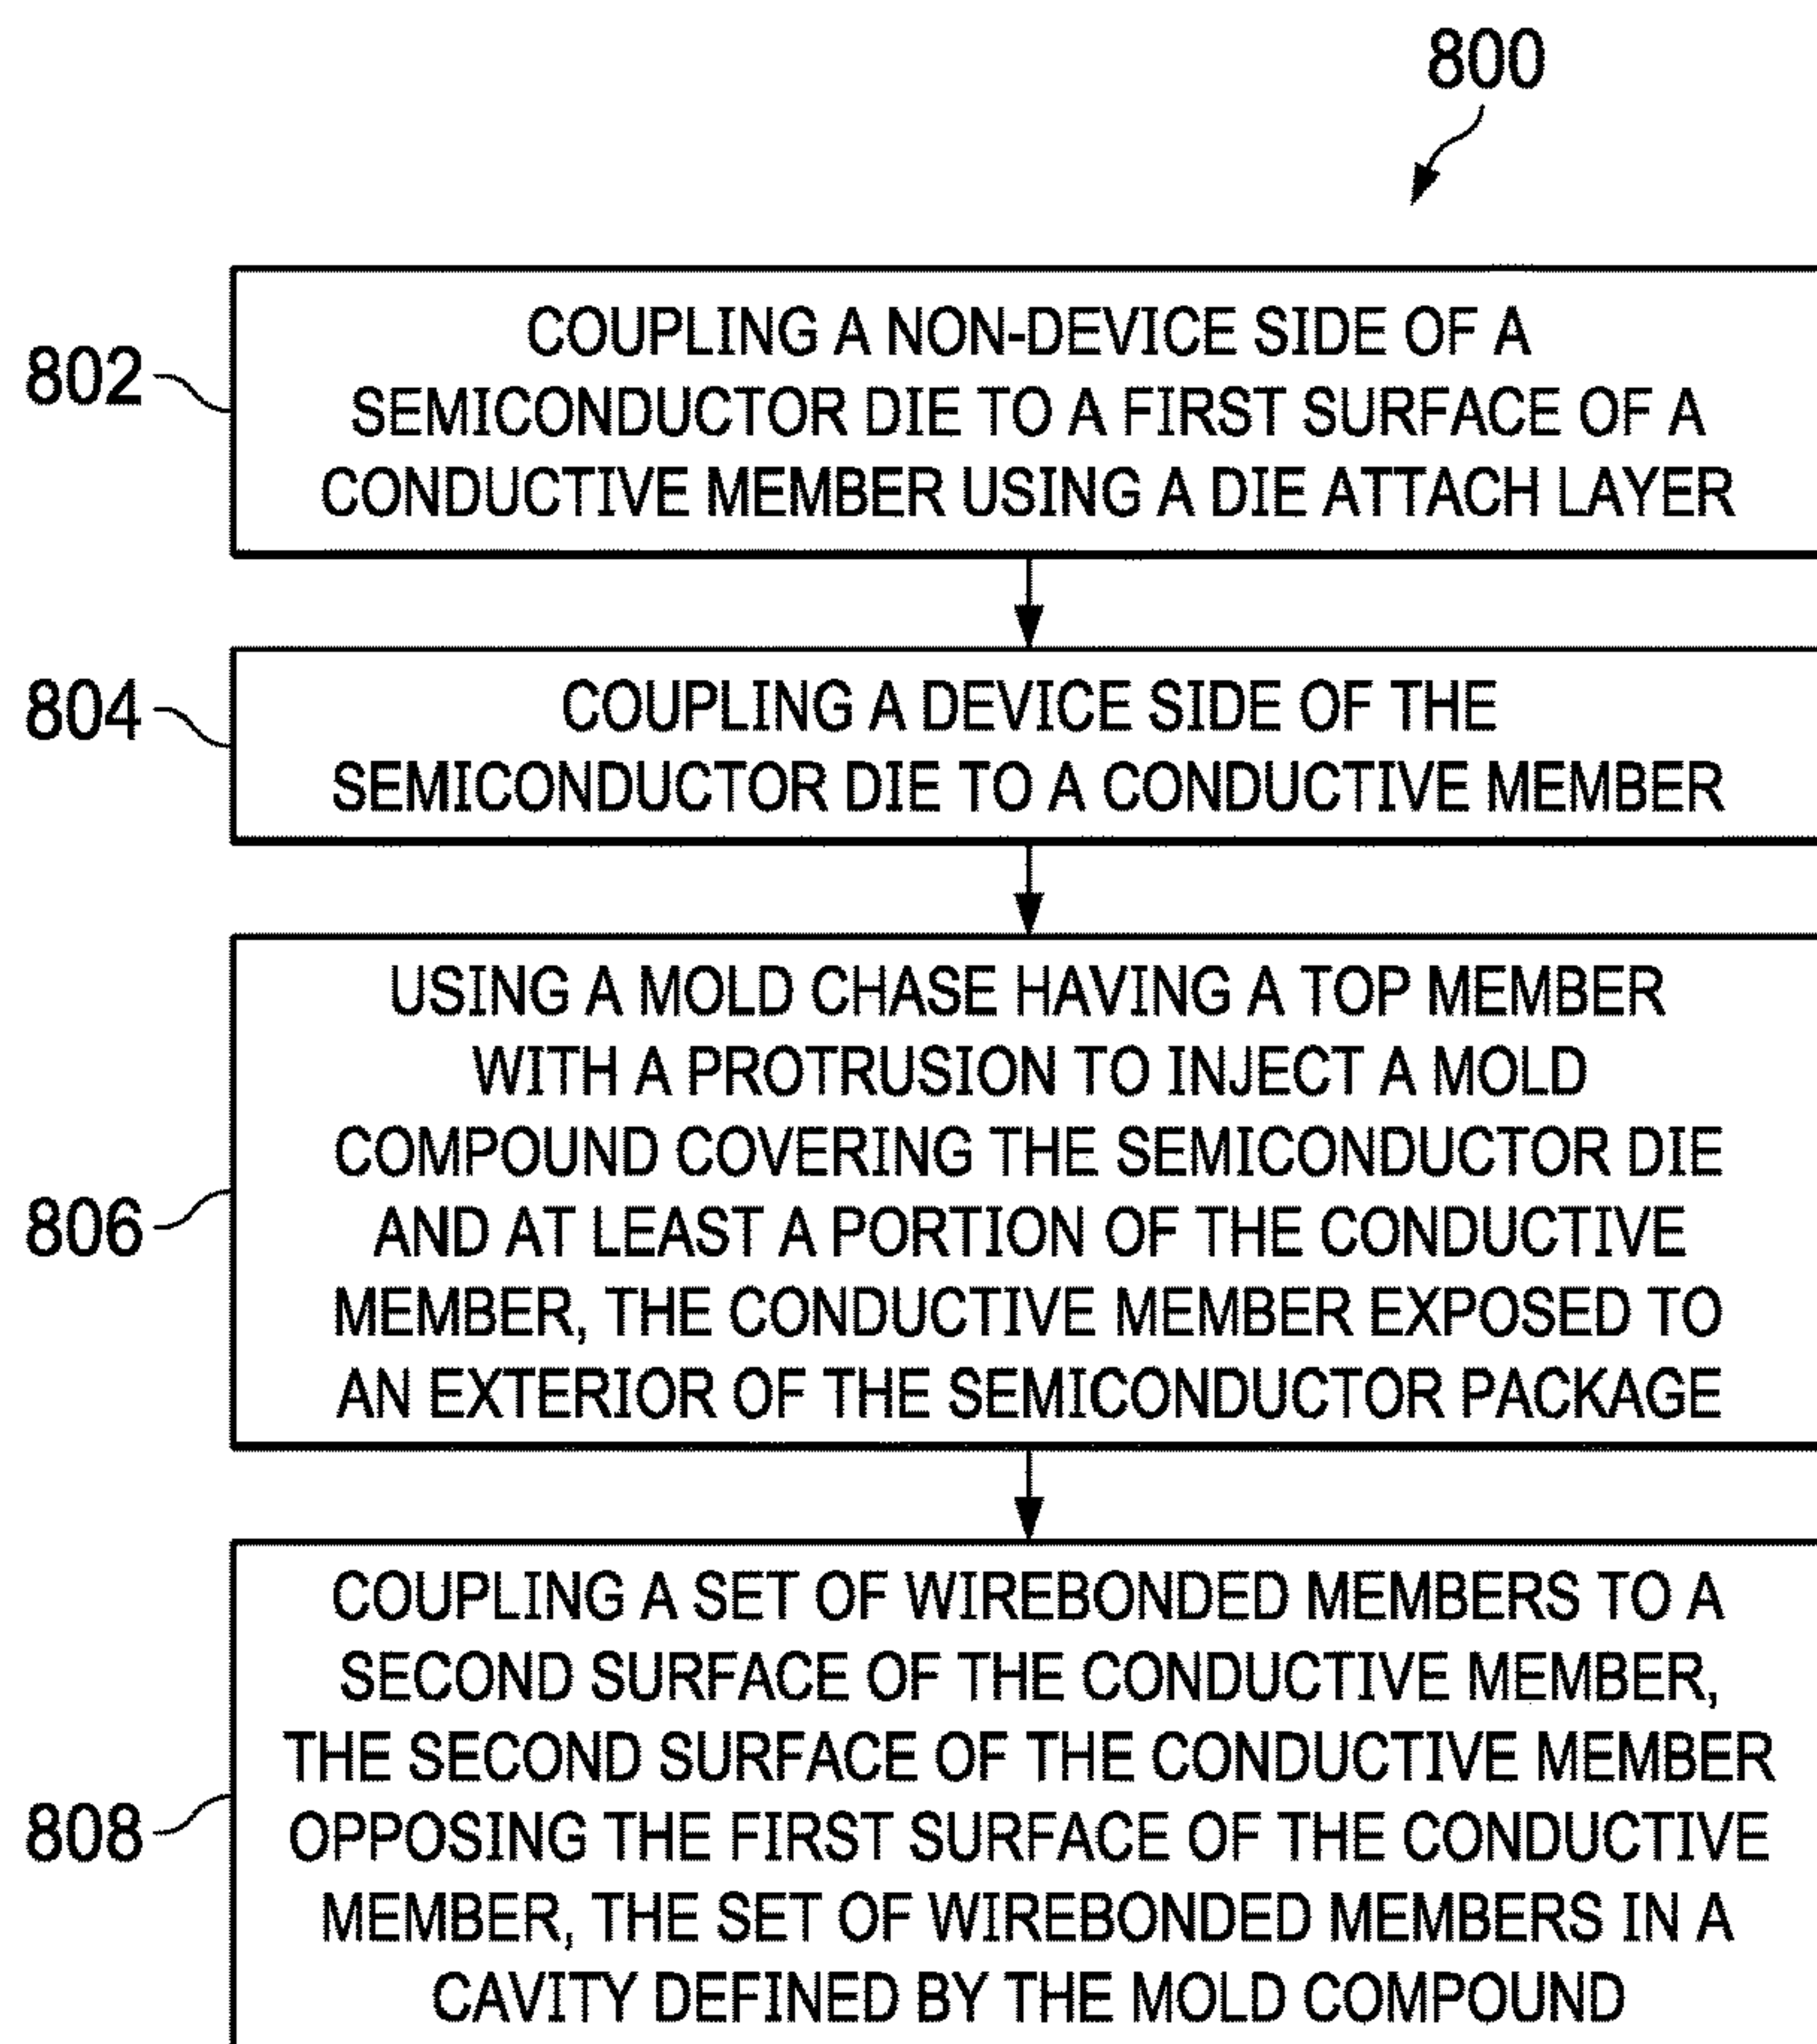 800
802
COUPLING A NON-DEVICE SIDE OF A
SEMICONDUCTOR DIE TO A FIRST SURFACE OF A
CONDUCTIVE MEMBER USING A DIE ATTACH LAYER
804
COUPLING A DEVICE SIDE OF THE
SEMICONDUCTOR DIE TO A CONDUCTIVE MEMBER
806
USING A MOLD CHASE HAVING A TOP MEMBER
WITH A PROTRUSION TO INJECT A MOLD
COMPOUND COVERING THE SEMICONDUCTOR DIE
AND AT LEAST A PORTION OF THE CONDUCTIVE
MEMBER, THE CONDUCTIVE MEMBER EXPOSED TO
AN EXTERIOR OF THE SEMICONDUCTOR PACKAGE
808
COUPLING A SET OF WIREBONDED MEMBERS TO A
SECOND SURFACE OF THE CONDUCTIVE MEMBER,
THE SECOND SURFACE OF THE CONDUCTIVE MEMBER
OPPOSING THE FIRST SURFACE OF THE CONDUCTIVE
MEMBER, THE SET OF WIREBONDED MEMBERS IN A
CAVITY DEFINED BY THE MOLD COMPOUND